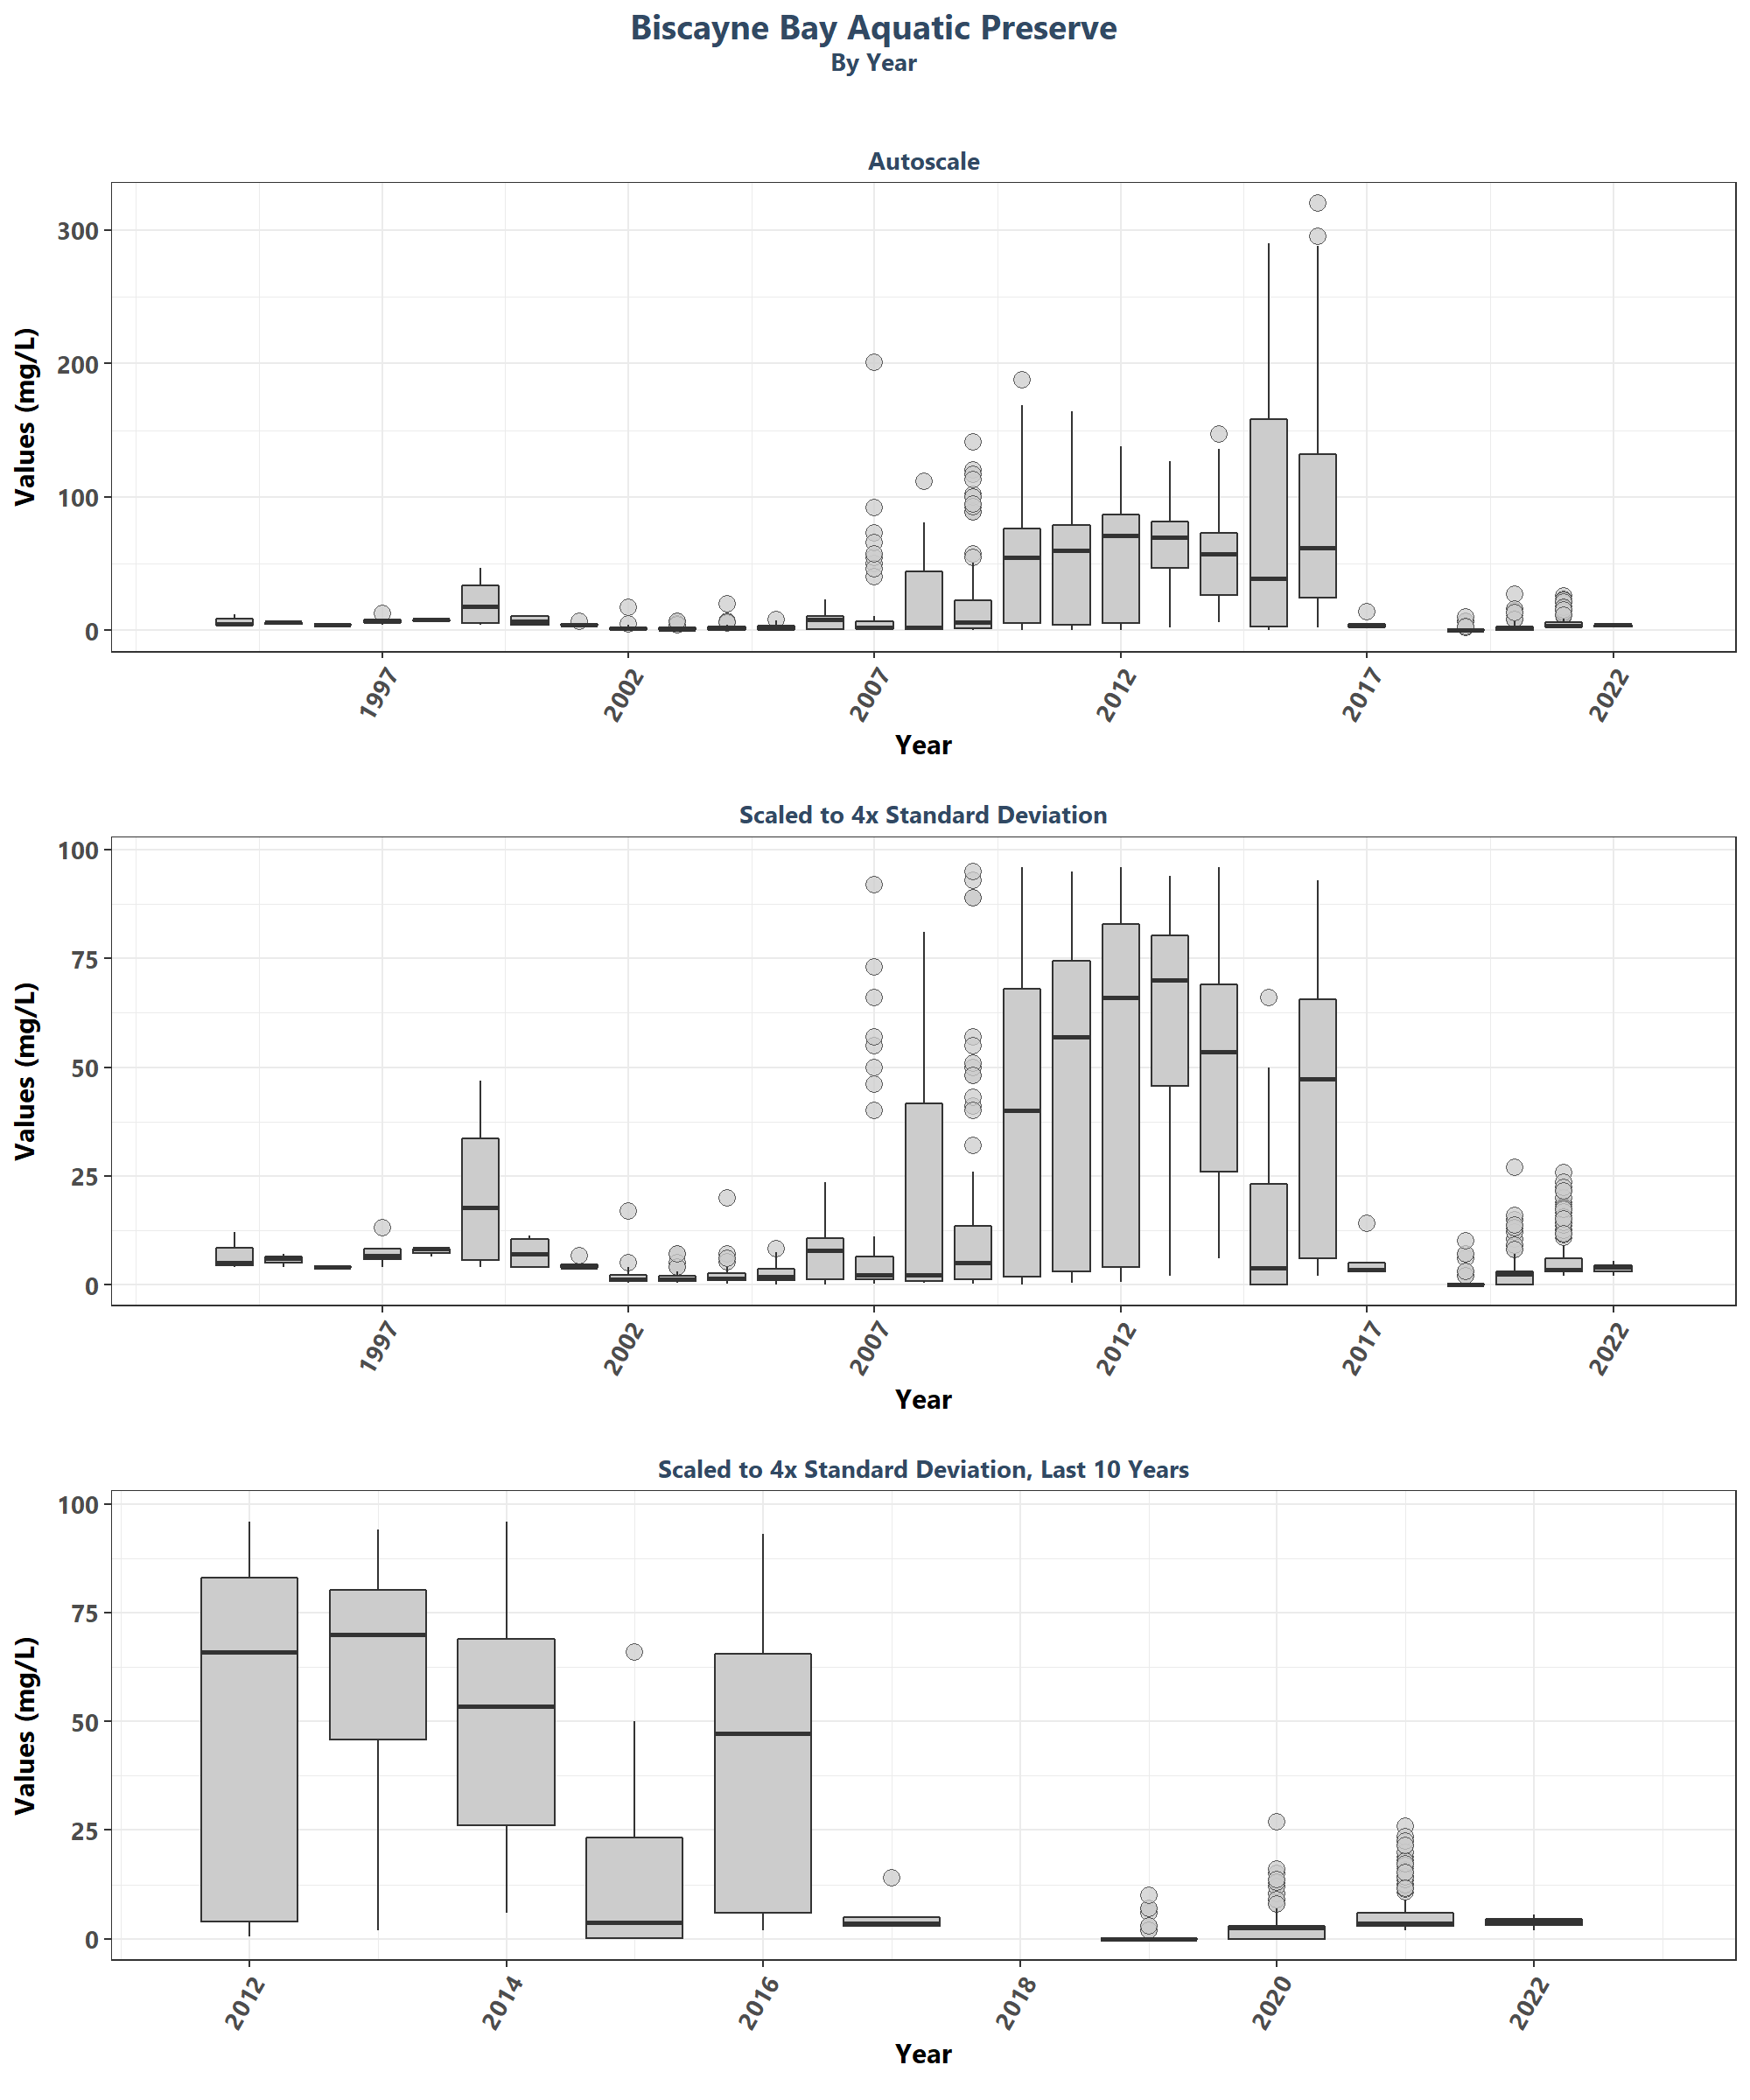 Biscayne Bay Aquatic Preserve
By Year
Autoscale
Values (mg/L)
300
200
100
0
1997
2002
2007
2012
2017
2022
Year
Scaled to 4x Standard Deviation
Values (mg/L)
100
75
50
25
0
1997
2002
2007
2012
2017
2022
Year
Scaled to 4x Standard Deviation, Last 10 Years
Values (mg/L)
100
75
50
25
0
2012
2014
2016
2018
2020
2022
Year